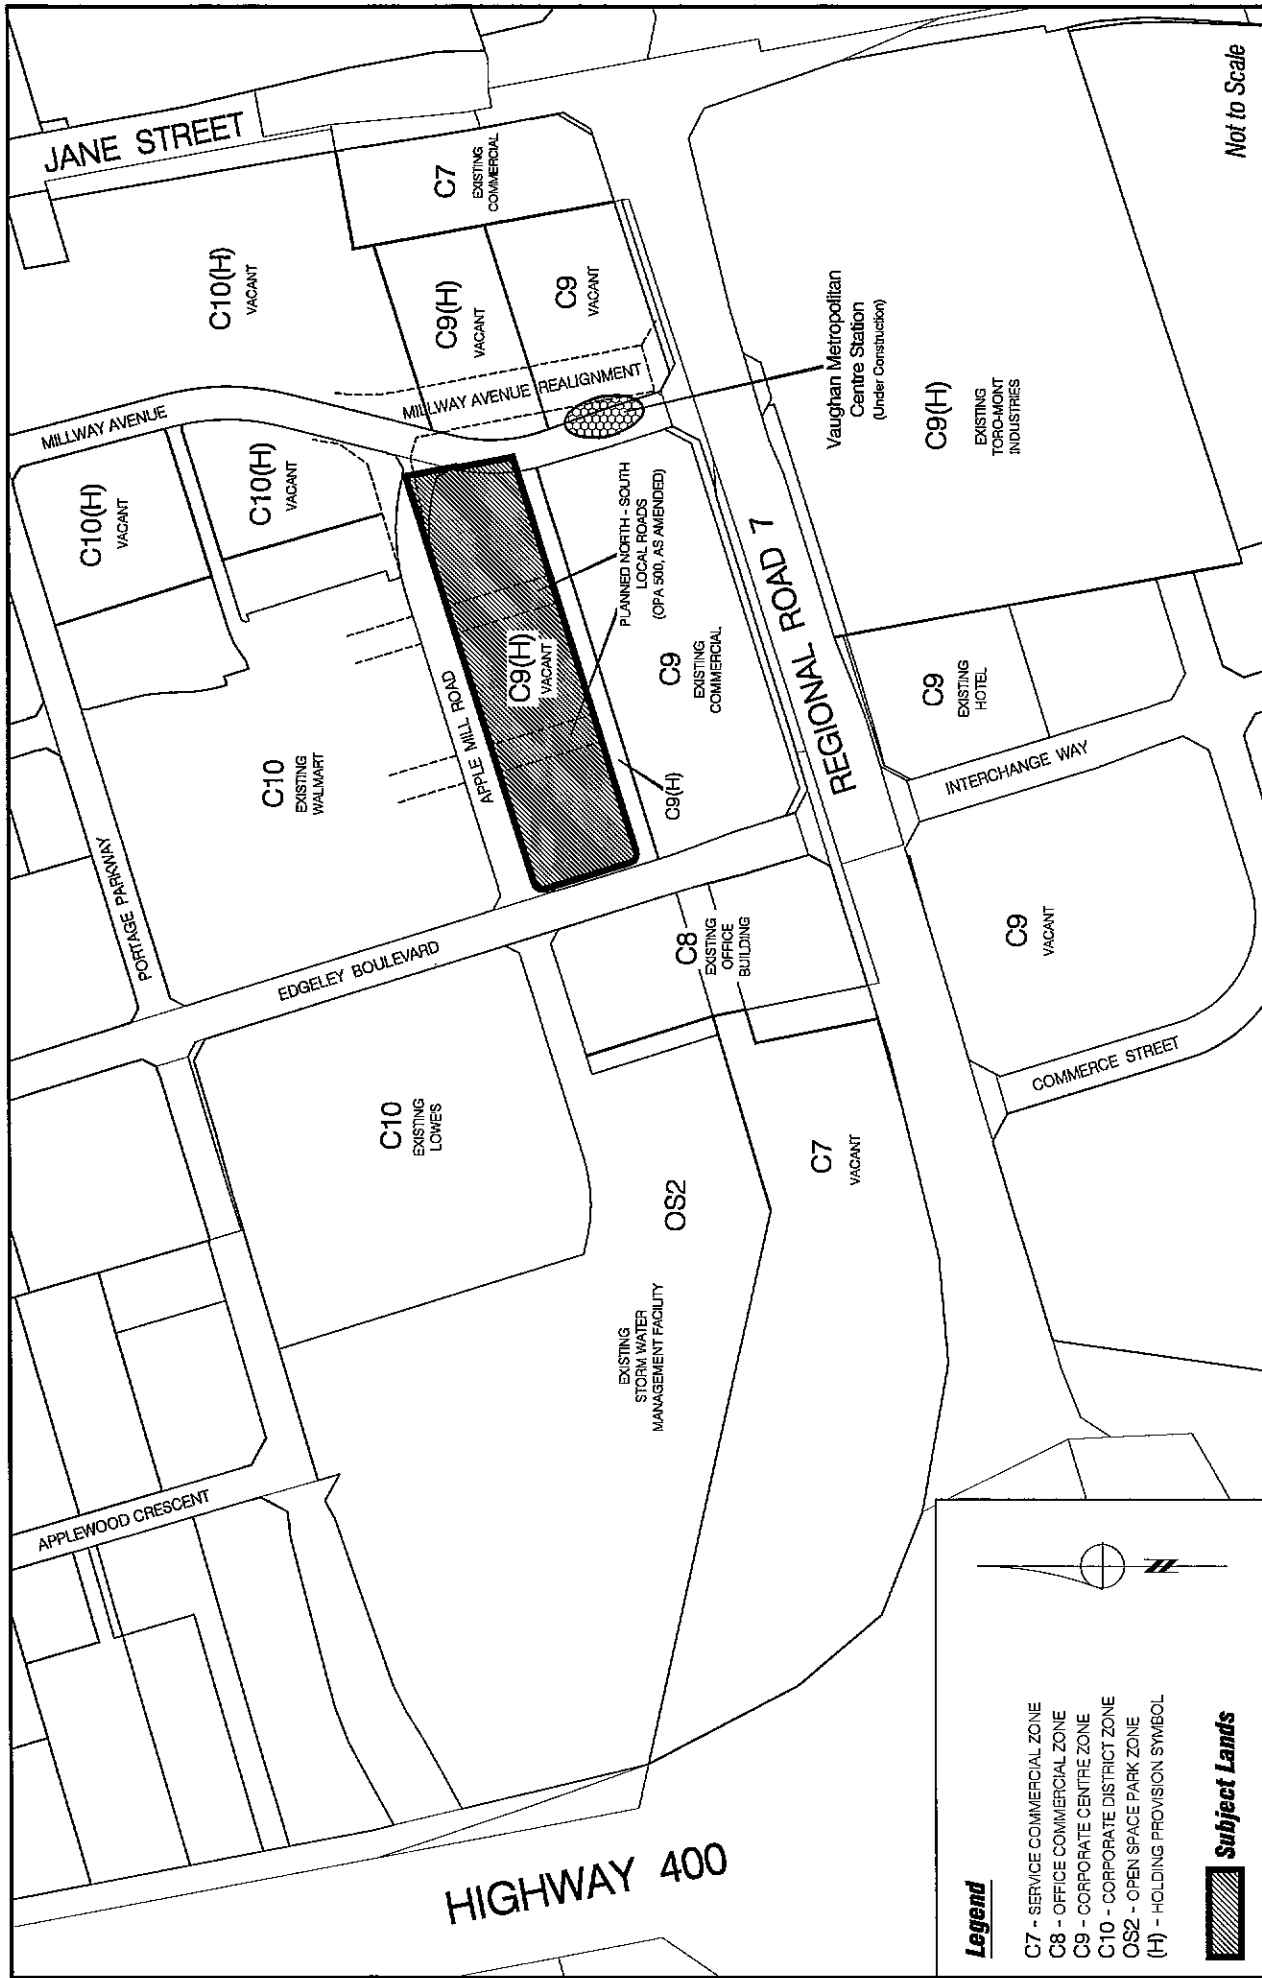 JANE STREET
C7
EXISTING
COMMERCIAL
C10(H)
VACANT
C9(H)
VACANT
C9
VACANT
MILLWAY AVENUE
MILLWAY AVENUE REALIGNMENT
Vaughan Metropolitan
Centre Station
(Under Construction)
C10(H)
VACANT
C10(H)
VACANT
C9(H)
EXISTING
TORO-MONT
INDUSTRIES
PLANNED NORTH - SOUTH
LOCAL ROADS
(OPA 500, AS AMENDED)
REGIONAL ROAD 7
C9(H)
VACANT
C9
EXISTING
COMMERCIAL
C9
EXISTING
HOTEL
APPLE MILL ROAD
C10
EXISTING
WALMART
C9(H)
INTERCHANGE WAY
PORTAGE PARKWAY
EDGELEY BOULEVARD
C8
EXISTING
OFFICE
BUILDING
C9
VACANT
COMMERCE STREET
C10
EXISTING
LOWES
C7
VACANT
OS2
EXISTING
STORM WATER
MANAGEMENT FACILITY
APPLEWOOD CRESCENT
HIGHWAY 400
Not to Scale
N
Legend
C7 - SERVICE COMMERCIAL ZONE
C8 - OFFICE COMMERCIAL ZONE
C9 - CORPORATE CENTRE ZONE
C10 - CORPORATE DISTRICT ZONE
OS2 - OPEN SPACE PARK ZONE
(H) - HOLDING PROVISION SYMBOL
Subject Lands